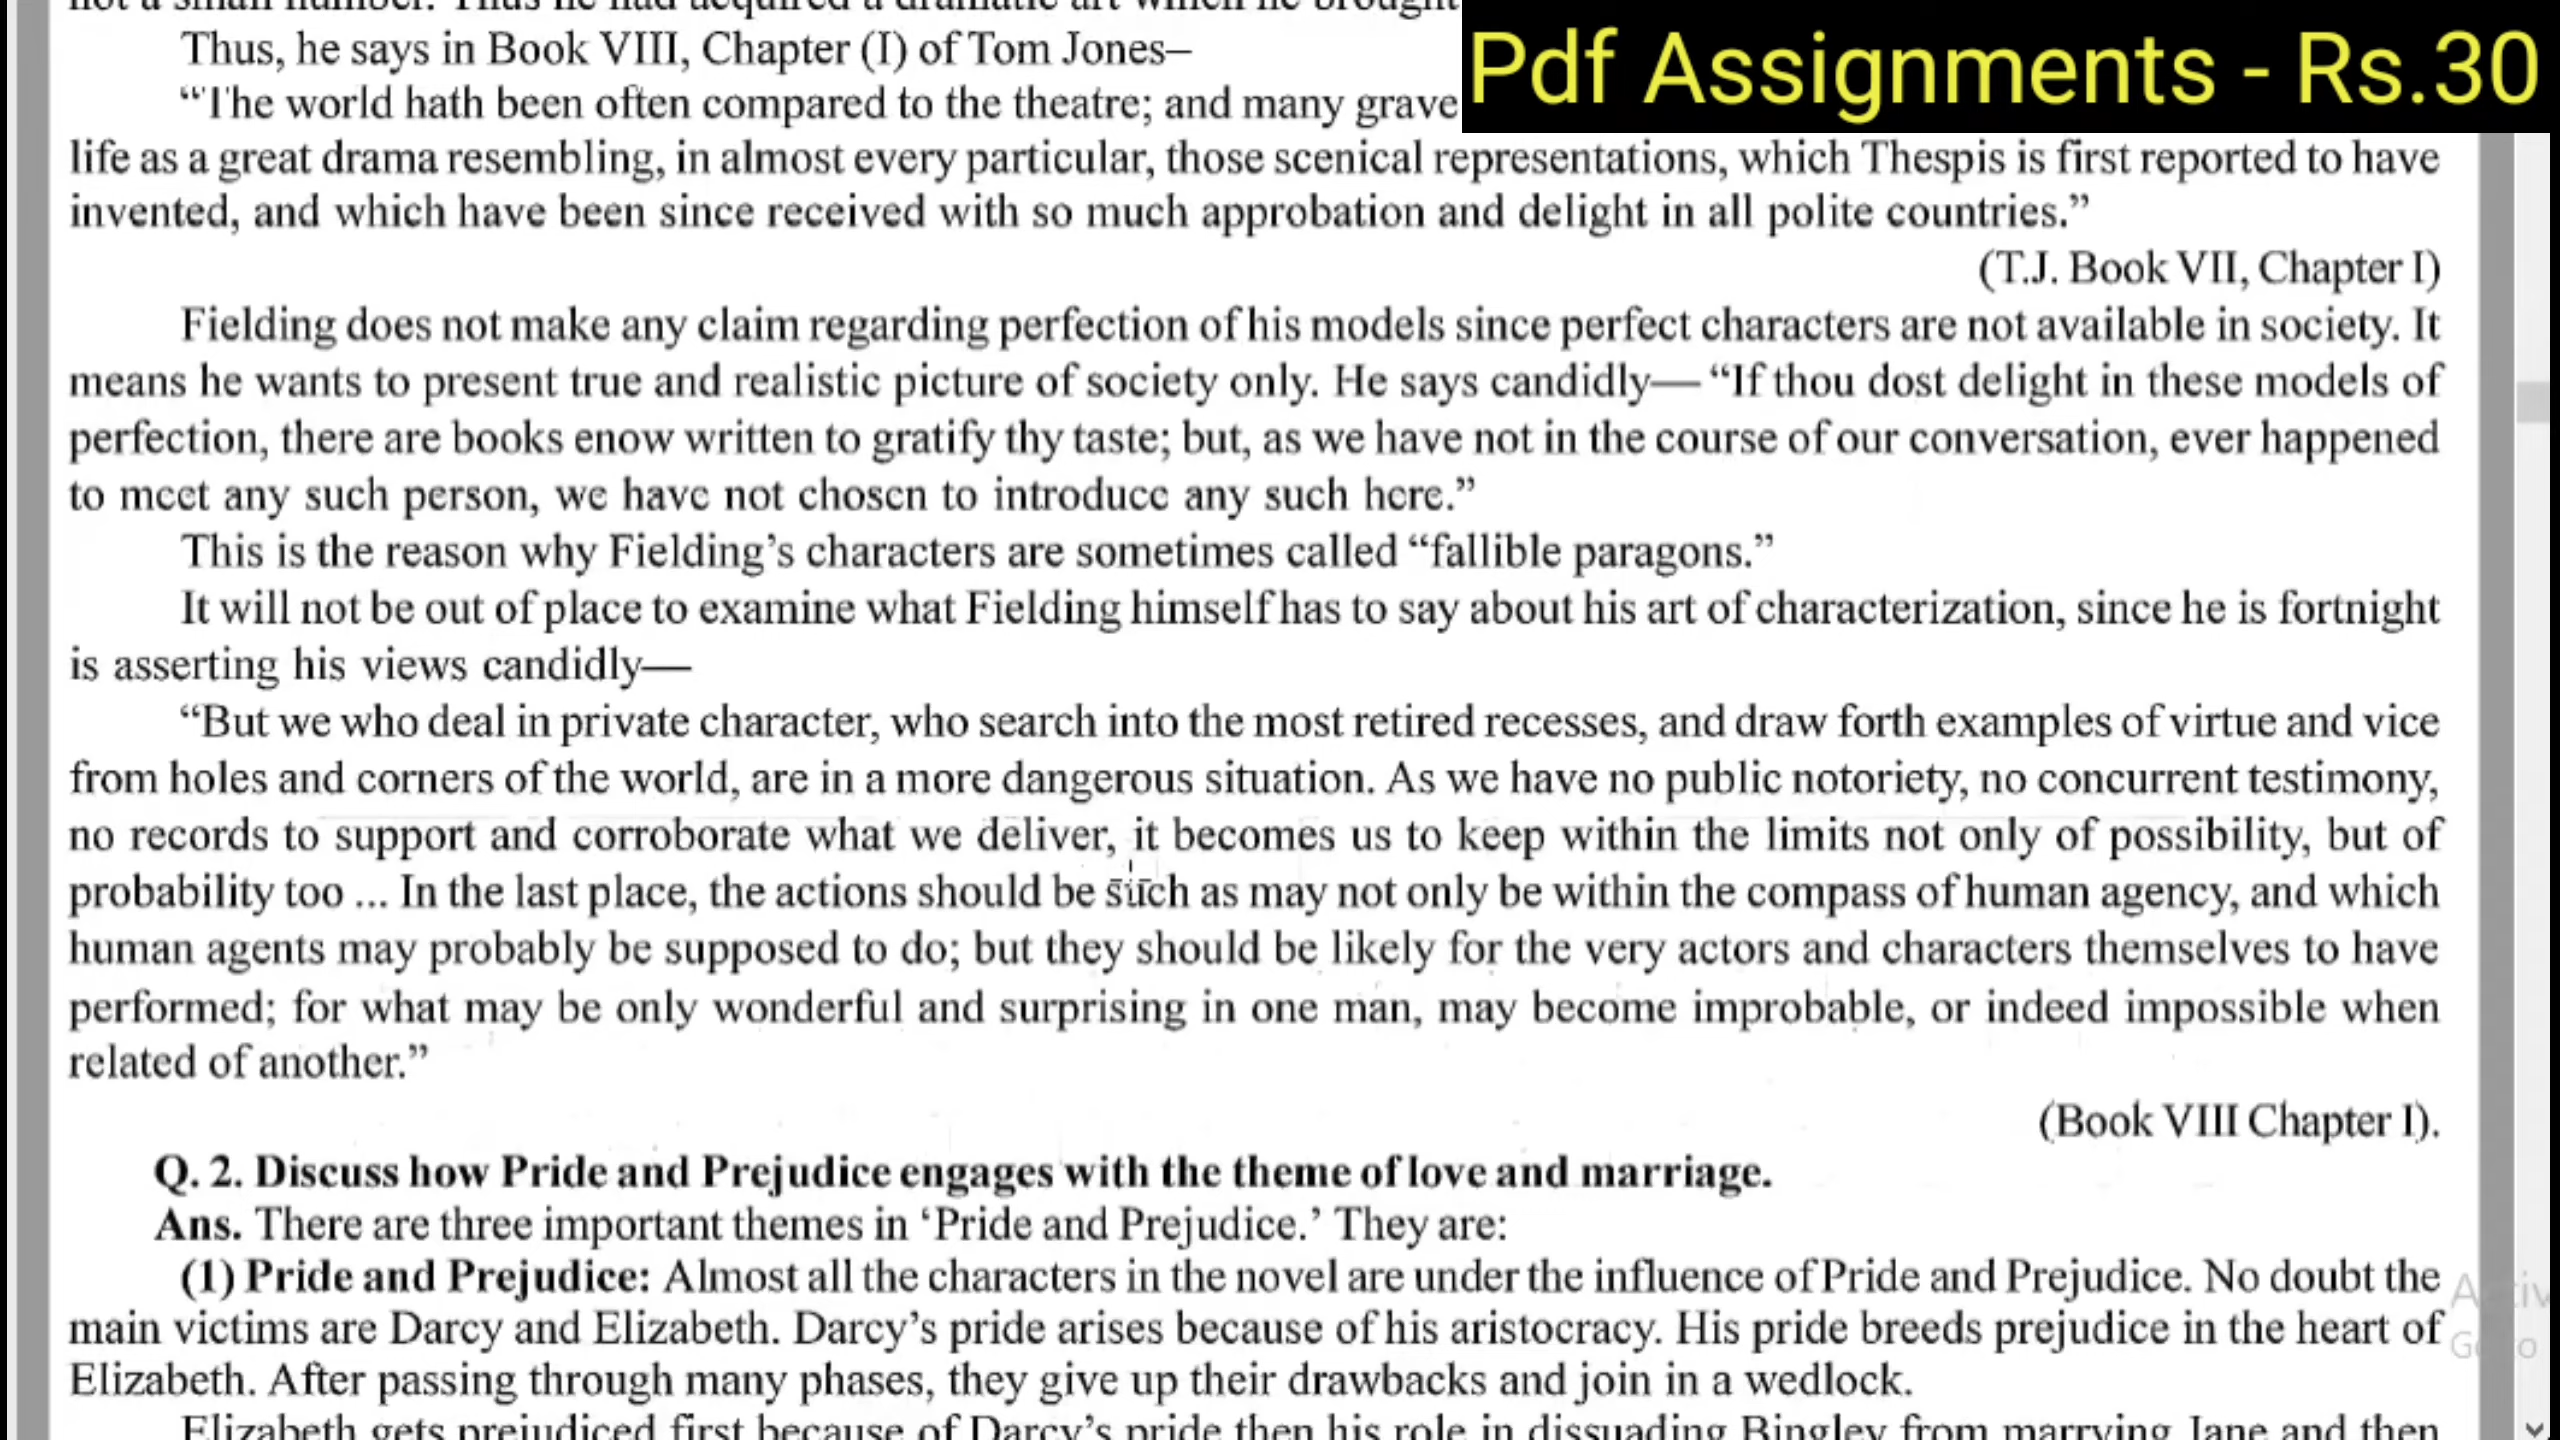 Thus, he says in Book VIII, Chapter (I) of Tom Jones–
Pdf Assignments - Rs.30
“The world hath been often compared to the theatre; and many grave
life as a great drama resembling, in almost every particular, those scenical representations, which Thespis is first reported to have
invented, and which have been since received with so much approbation and delight in all polite countries.”
(T.J. Book VII, Chapter I)
Fielding does not make any claim regarding perfection of his models since perfect characters are not available in society. It
means he wants to present true and realistic picture of society only. He says candidly— “If thou dost delight in these models of
perfection, there are books enow written to gratify thy taste; but, as we have not in the course of our conversation, ever happened
to meet any such person, we have not chosen to introduce any such here.”
This is the reason why Fielding’s characters are sometimes called “fallible paragons.”
It will not be out of place to examine what Fielding himself has to say about his art of characterization, since he is fortnight
is asserting his views candidly—
“But we who deal in private character, who search into the most retired recesses, and draw forth examples of virtue and vice
from holes and corners of the world, are in a more dangerous situation. As we have no public notoriety, no concurrent testimony,
no records to support and corroborate what we deliver, it becomes us to keep within the limits not only of possibility, but of
probability too ... In the last place, the actions should be such as may not only be within the compass of human agency, and which
human agents may probably be supposed to do; but they should be likely for the very actors and characters themselves to have
performed; for what may be only wonderful and surprising in one man, may become improbable, or indeed impossible when
related of another.”
(Book VIII Chapter I).
Q. 2. Discuss how Pride and Prejudice engages with the theme of love and marriage.
Ans. There are three important themes in ‘Pride and Prejudice.’ They are:
(1) Pride and Prejudice: Almost all the characters in the novel are under the influence of Pride and Prejudice. No doubt the
main victims are Darcy and Elizabeth. Darcy’s pride arises because of his aristocracy. His pride breeds prejudice in the heart of
Elizabeth. After passing through many phases, they give up their drawbacks and join in a wedlock.
Elizabeth gets prejudiced first because of Darcy’s pride then his role in dissuading Bingley from marrying Jane and then